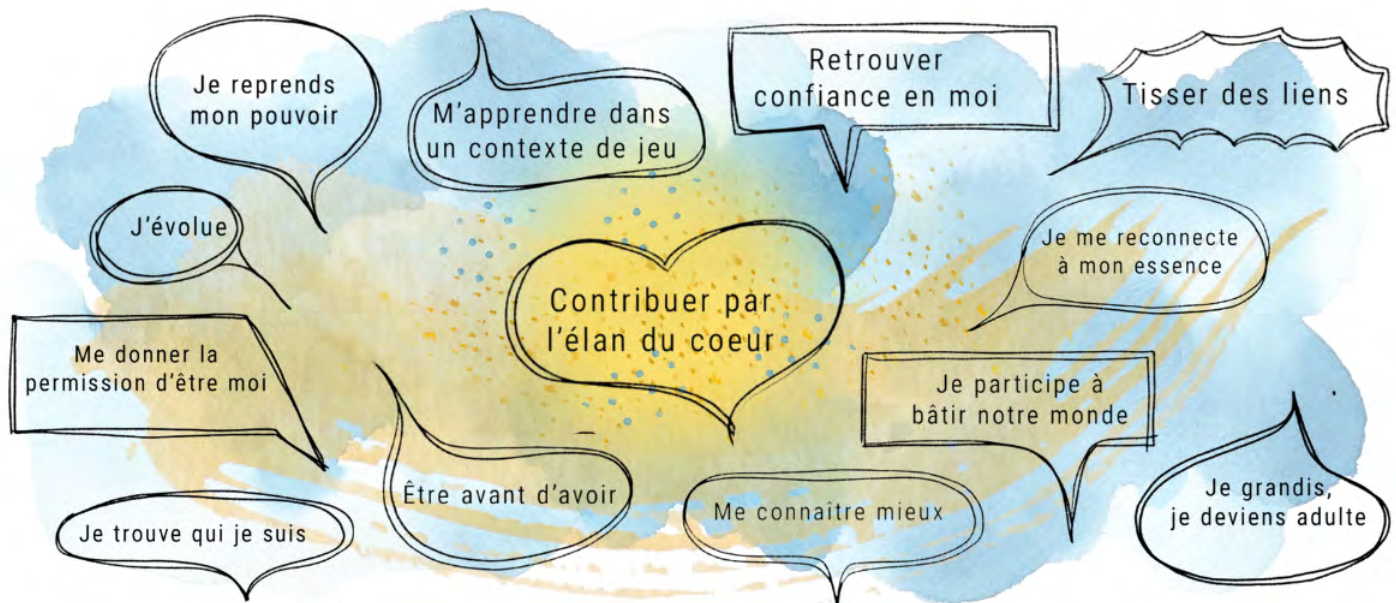 Je reprends
mon pouvoir
M'apprendre dans
un contexte de jeu
Retrouver
confiance en moi
Tisser des liens
J'évolue
Contribuer par
l'élan du coeur
Je me reconnecte
à mon essence
Me donner la
permission d'être moi
Je participe à
bâtir notre monde
Je trouve qui je suis
Être avant d'avoir
Me connaître mieux
Je grandis,
je deviens adulte